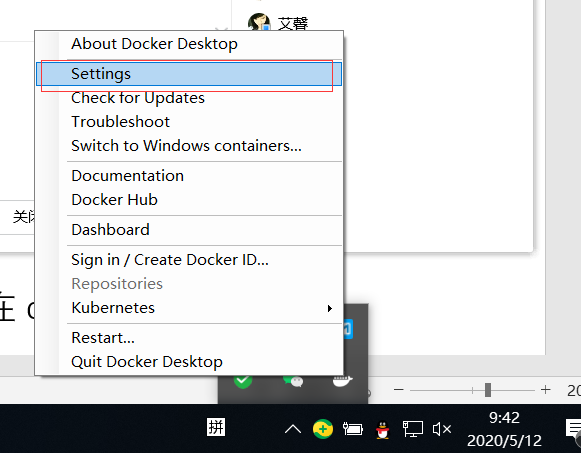 艾聲
About Docker Desktop
Settings
Check for Updates
Troubleshoot
Switch to Windows containers...
Documentation
Docker Hub
关闭
Dashboard
Sign in / Create Docker ID...
Repositories
Kubernetes
Restart...
Quit Docker Desktop
在
20
拼
9:42
2020/5/12